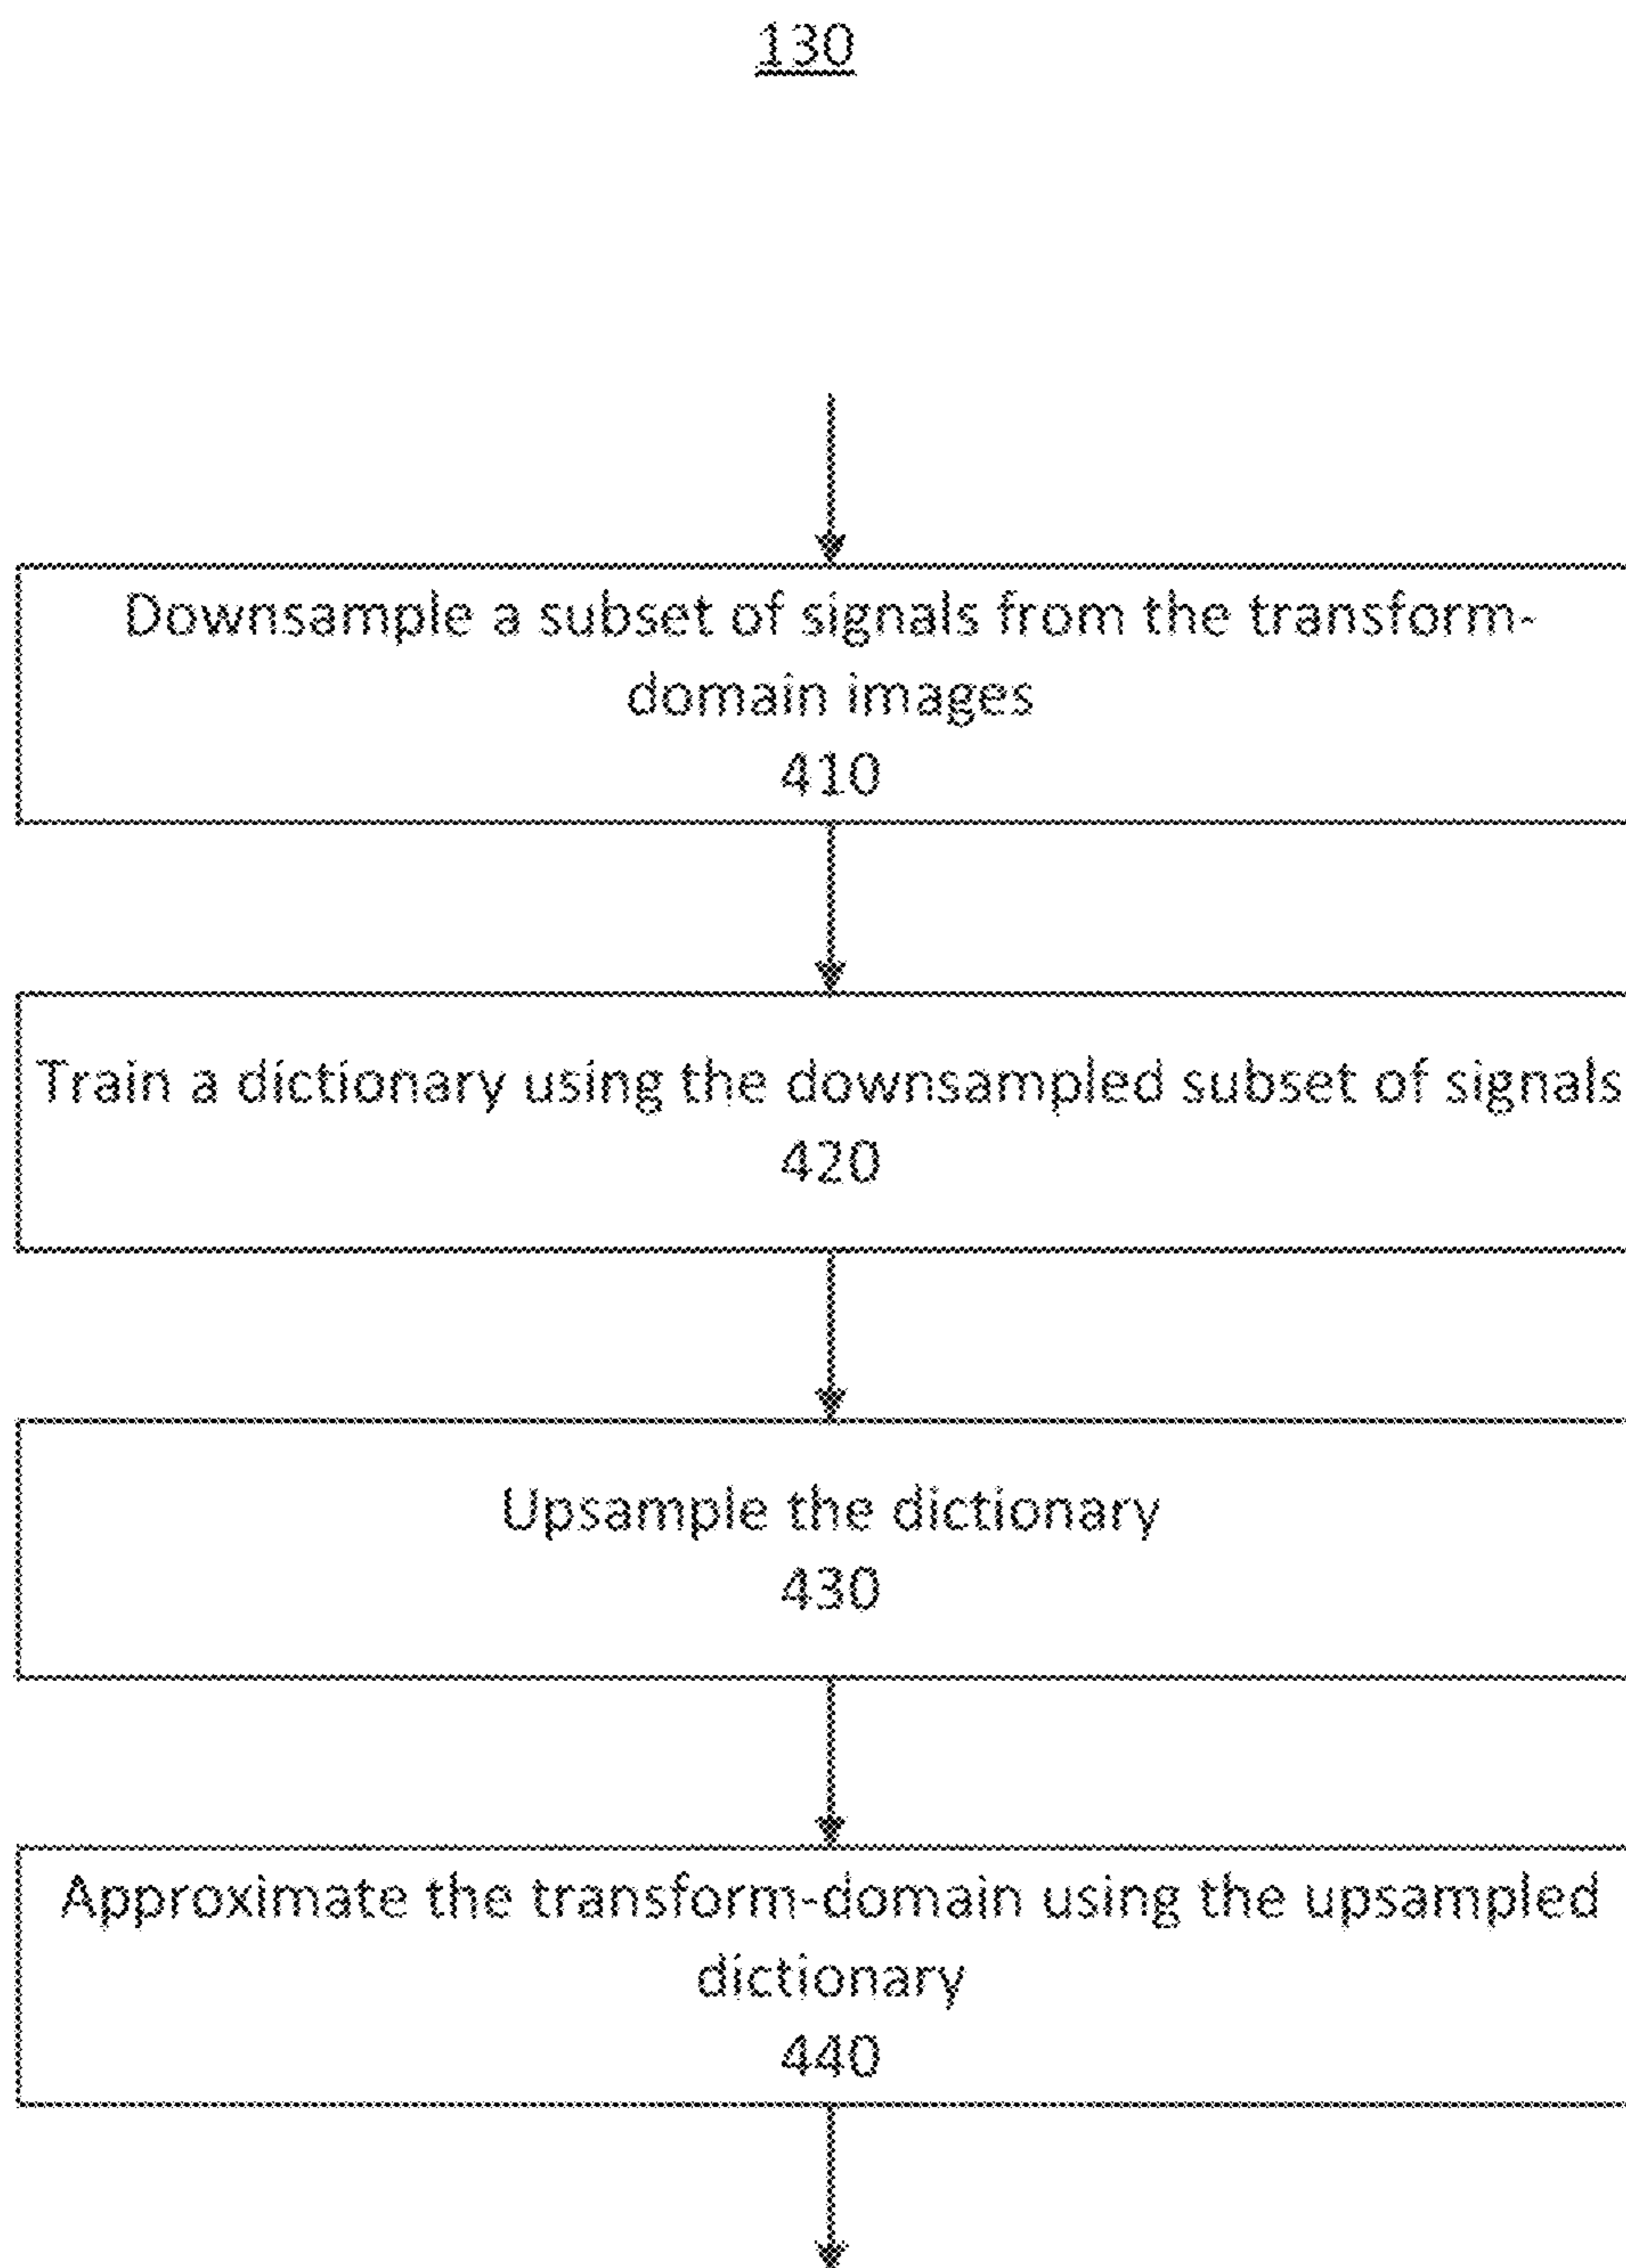 130
Downsample a subset of signals from the transform-
domain images
410
Train a dictionary using the downsampled subset of signals
420
Upsample the dictionary
430
Approximate the transform-domain using the upsampled
dictionary
440